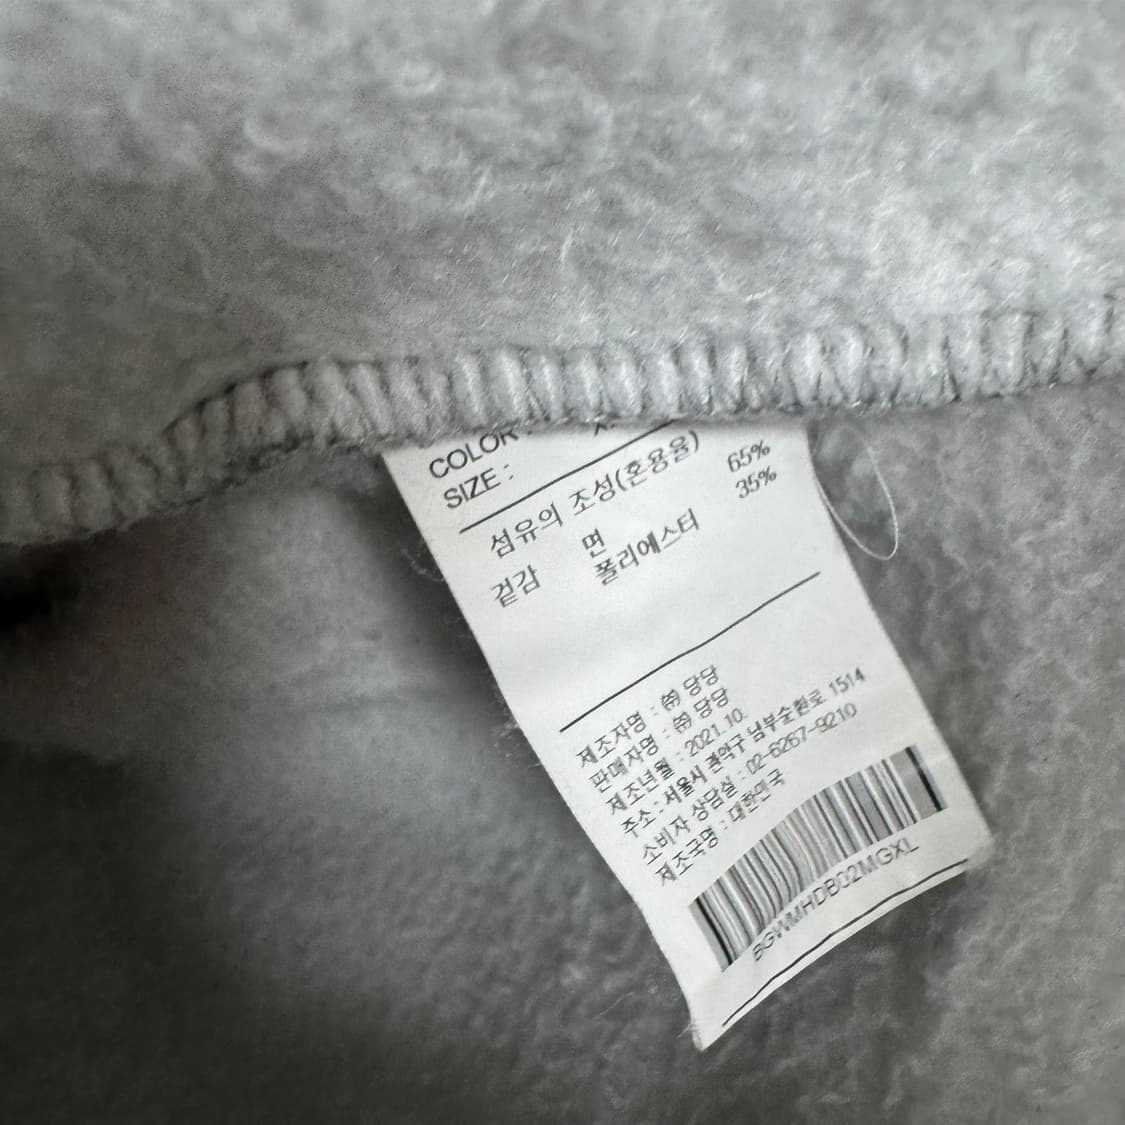 COLOR
SIZE :
섬유의 조성(혼용율)
겉감 면 65%
폴리에스터 35%
제조자명 : ㈜ 당당
판매자명 : ㈜ 당당
제조년월 : 2021.10.
주소 : 서울시 관악구 남부순환로 1514
소비자 상담실 : 02-6267-9210
제조국명 : 대한민국
BGWMHDB02MGXL